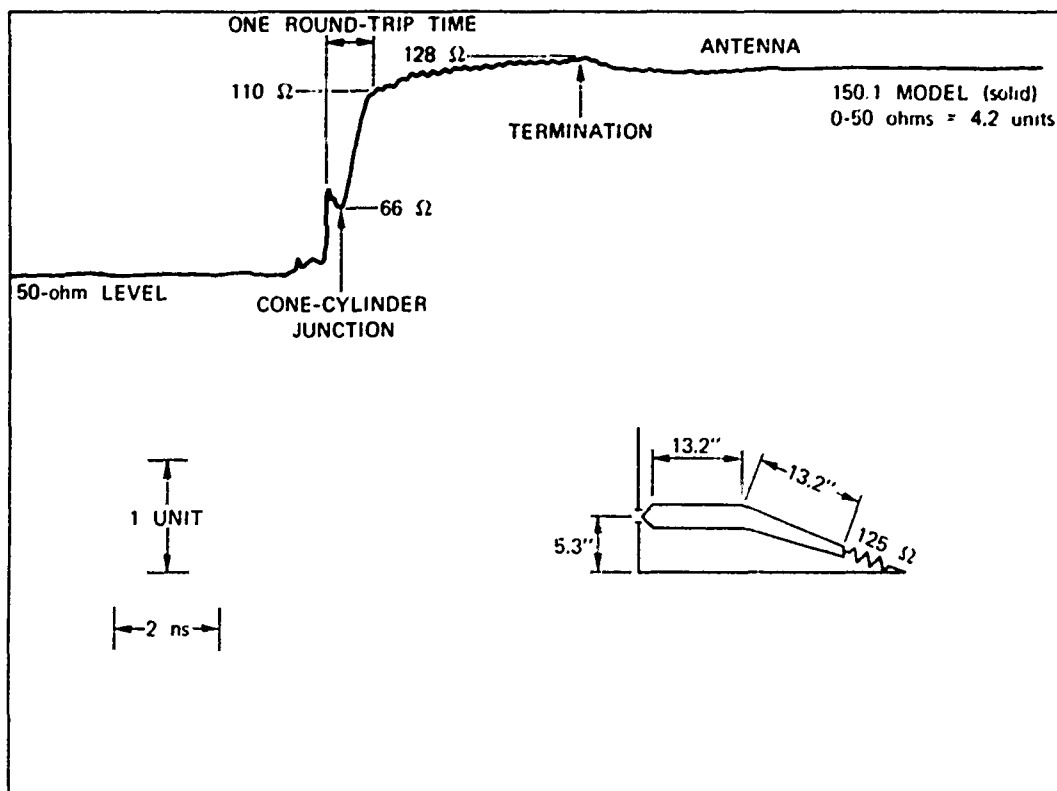 ONE ROUND-TRIP TIME
128 Ω
ANTENNA
110 Ω
150.1 MODEL (solid)
0-50 ohms = 4.2 units
TERMINATION
66 Ω
50-ohm LEVEL
CONE-CYLINDER
JUNCTION
13.2"
13.2"
1 UNIT
5.3"
125 Ω
2 ns